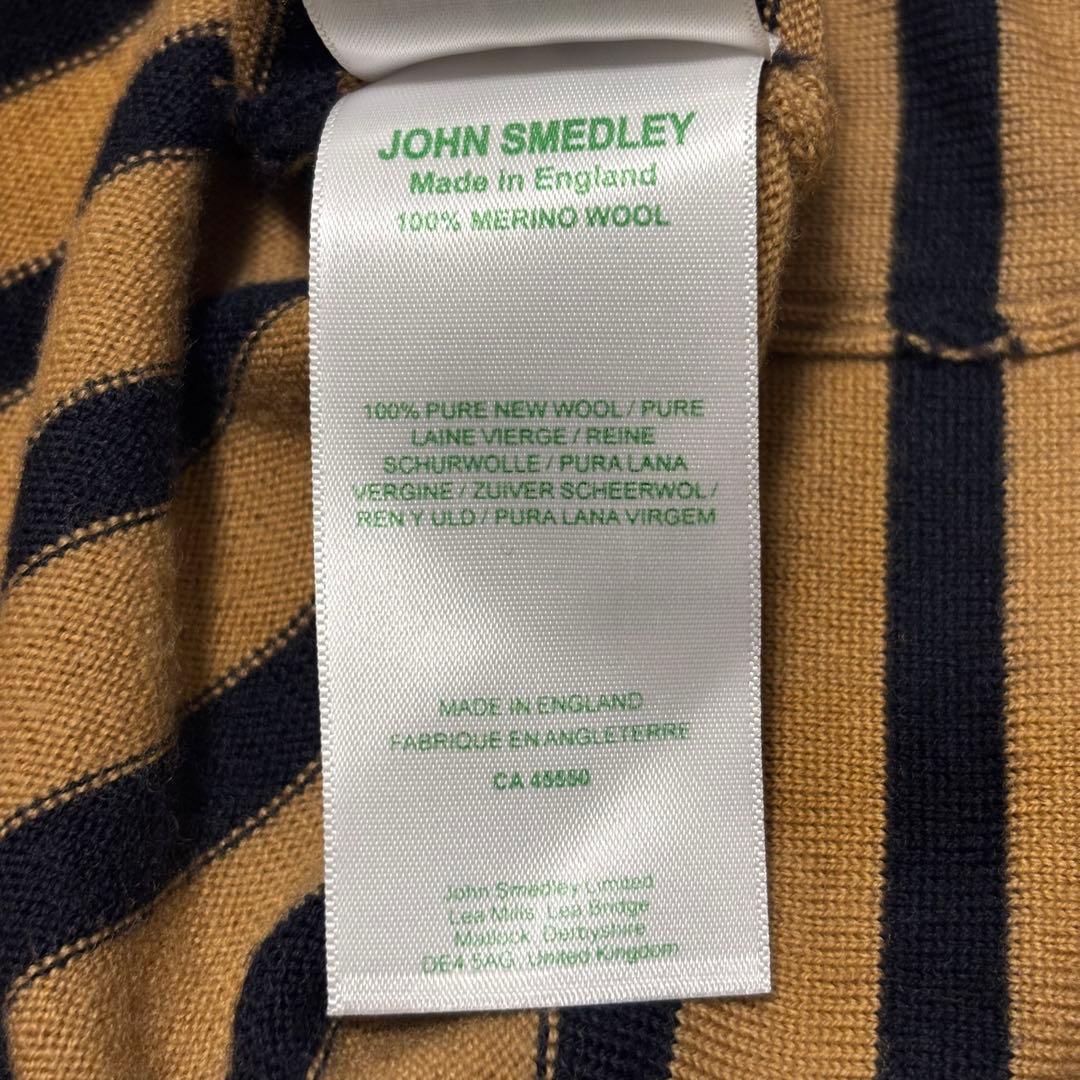 JOHN SMEDLEY
Made in England
100% MERINO WOOL
100% PURE NEW WOOL / PURE
LAINE VIERGE / REINE
SCHURWOLLE / PURA LANA
VERGINE / ZUIVER SCHEERWOL /
REN Y ULD / PURA LANA VIRGEM
MADE IN ENGLAND
FABRIQUE EN ANGLETERRE
CA 45550
John Smedley Limited
Lea Mills, Lea Bridge
Matlock, Derbyshire
DE4 5AG, United Kingdom